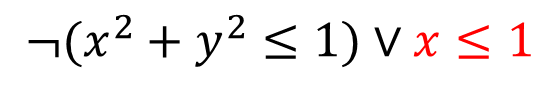 ¬(x² + y² ≤ 1) ∨ x ≤ 1